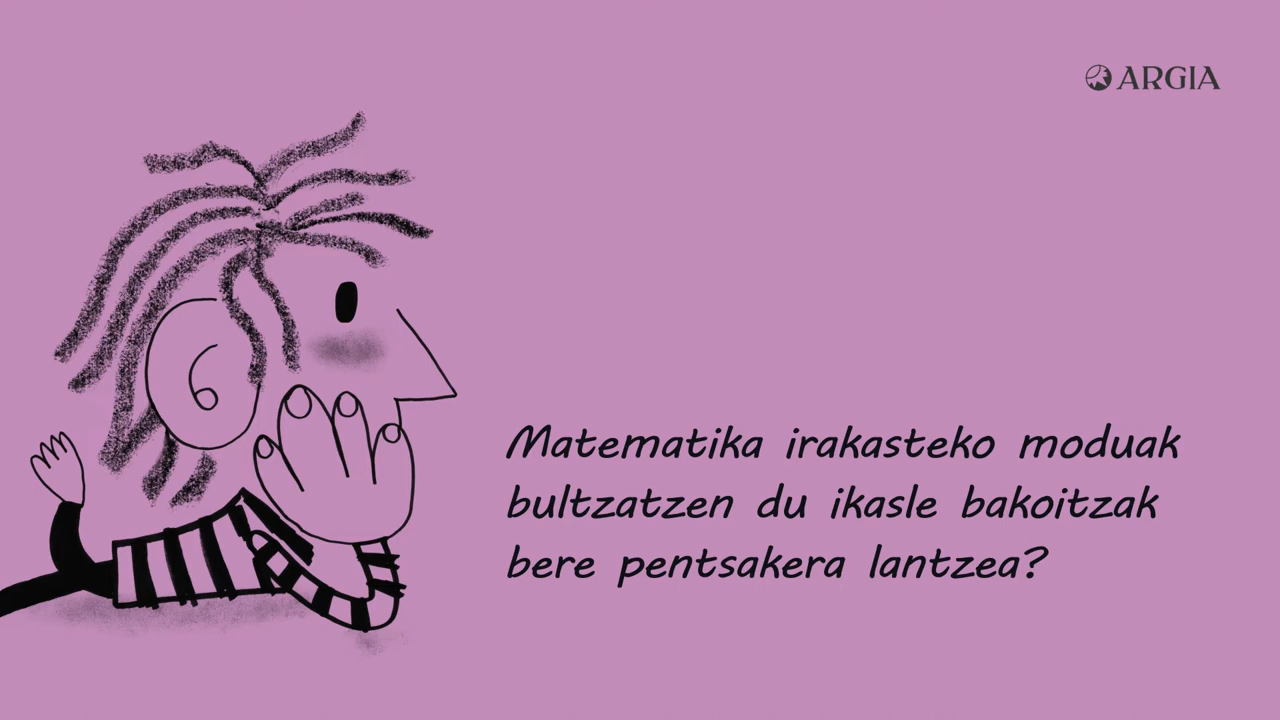 ARGIA
Matematika irakasteko moduak
bultzatzen du ikasle bakoitzak
bere pentsakera lantzea?